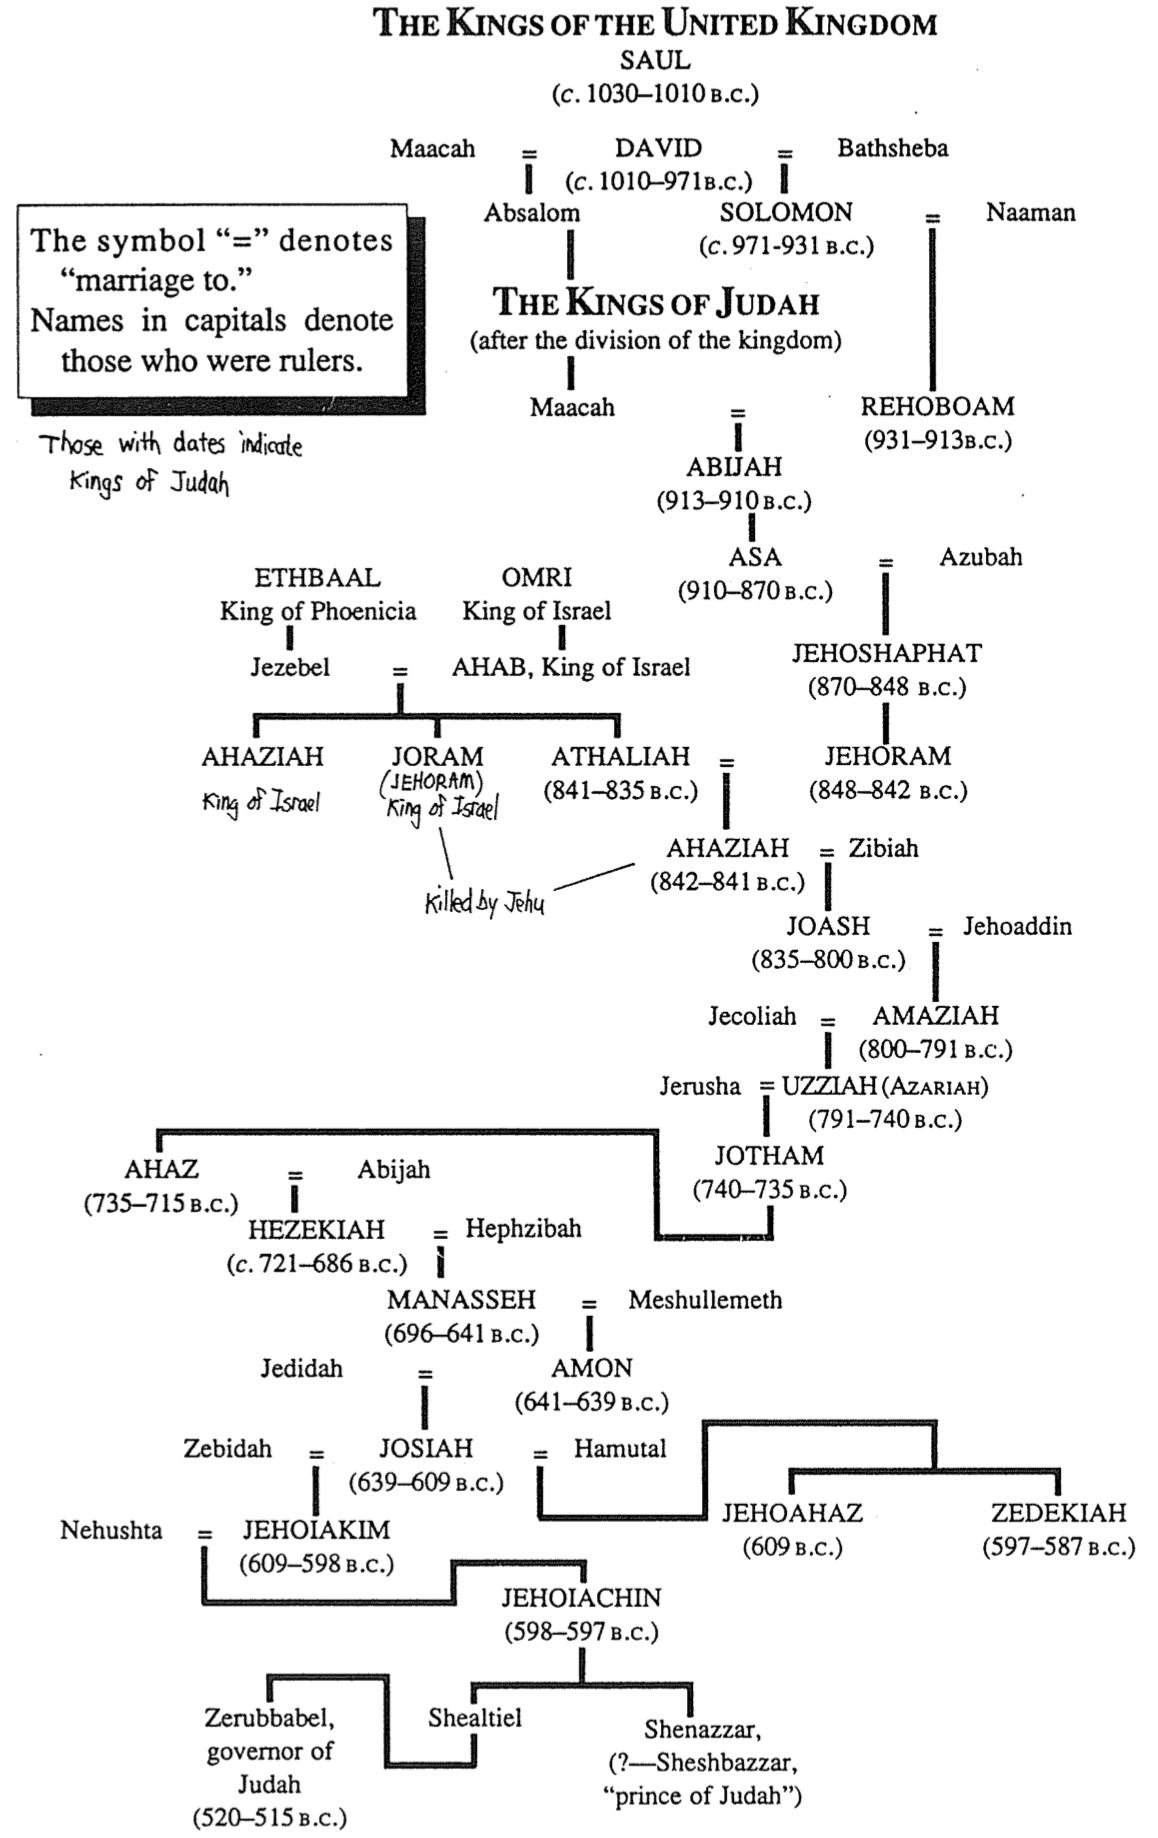 THE KINGS OF THE UNITED KINGDOM
SAUL
(c. 1030–1010 B.C.)
Maacah = DAVID = Bathsheba
(c. 1010–971B.C.)
Absalom SOLOMON = Naaman
(c. 971-931 B.C.)
The symbol “=” denotes
“marriage to.”
Names in capitals denote
those who were rulers.
Those with dates indicate
Kings of Judah
THE KINGS OF JUDAH
(after the division of the kingdom)
Maacah = REHOBOAM
(931–913B.C.)
ABIJAH
(913–910 B.C.)
ASA = Azubah
(910–870 B.C.)
ETHBAAL OMRI
King of Phoenicia King of Israel
JEHOSHAPHAT
(870–848 B.C.)
Jezebel = AHAB, King of Israel
AHAZIAH JORAM ATHALIAH = JEHORAM
(JEHORAM) (841–835 B.C.) (848–842 B.C.)
King of Israel King of Israel
AHAZIAH = Zibiah
(842–841 B.C.)
Killed by Jehu
JOASH = Jehoaddin
(835–800 B.C.)
Jecoliah = AMAZIAH
(800–791 B.C.)
Jerusha = UZZIAH (AZARIAH)
(791–740 B.C.)
JOTHAM
(740–735 B.C.)
AHAZ = Abijah
(735–715 B.C.)
HEZEKIAH = Hephzibah
(c. 721–686 B.C.)
MANASSEH = Meshullemeth
(696–641 B.C.)
Jedidah = AMON
(641–639 B.C.)
Zebidah = JOSIAH = Hamutal
(639–609 B.C.)
JEHOAHAZ ZEDEKIAH
(609 B.C.) (597–587 B.C.)
Nehushta = JEHOIAKIM
(609–598 B.C.)
JEHOIACHIN
(598–597 B.C.)
Zerubbabel, Shealtiel Shenazzar,
governor of (?—Sheshbazzar,
Judah “prince of Judah”)
(520–515 B.C.)